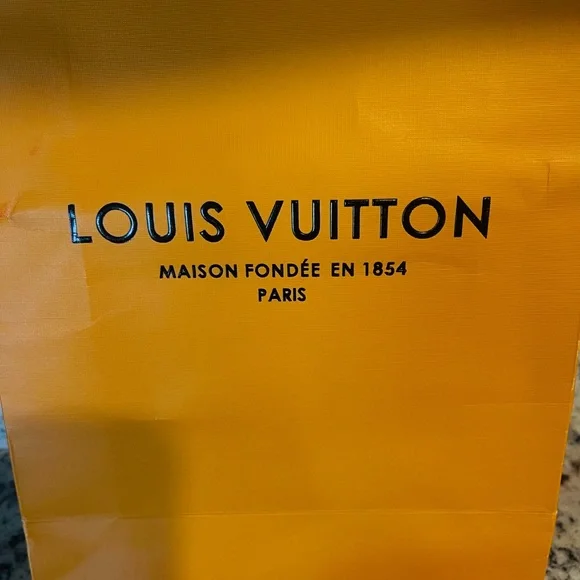 LOUIS VUITTON
MAISON FONDÉE EN 1854
PARIS